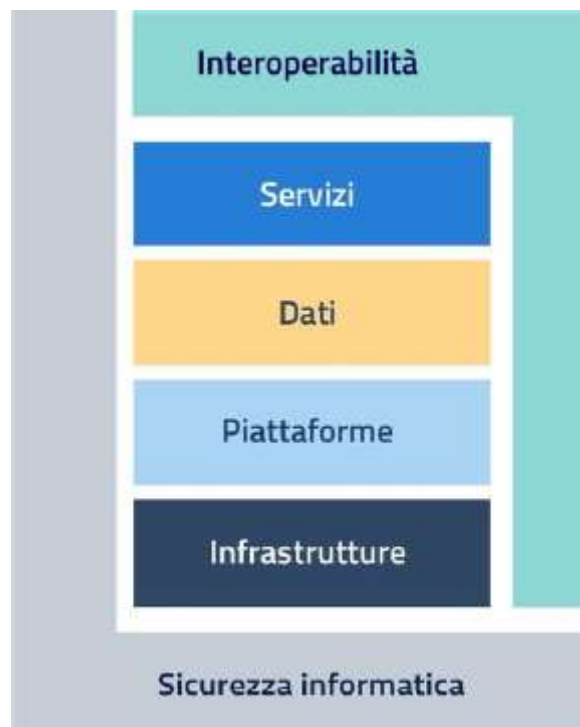 Interoperabilità
Servizi
Dati
Piattaforme
Infrastrutture
Sicurezza informatica